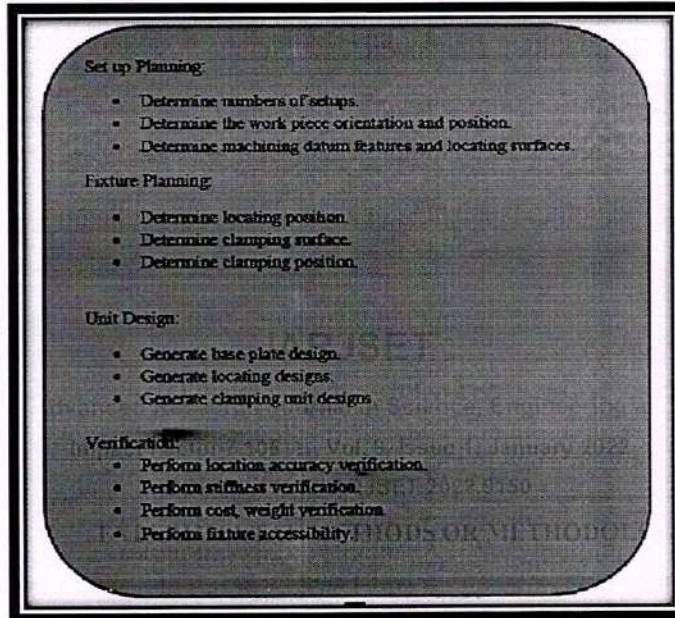 Set up Planning:
• Determine numbers of setups.
• Determine the work piece orientation and position.
• Determine machining datum features and locating surfaces.
Fixture Planning:
• Determine locating position.
• Determine clamping surface.
• Determine clamping position.
Unit Design:
• Generate base plate design.
• Generate locating designs.
• Generate clamping unit designs
Verification:
• Perform location accuracy verification.
• Perform stiffness verification.
• Perform cost, weight verification
• Perform fixture accessibility.